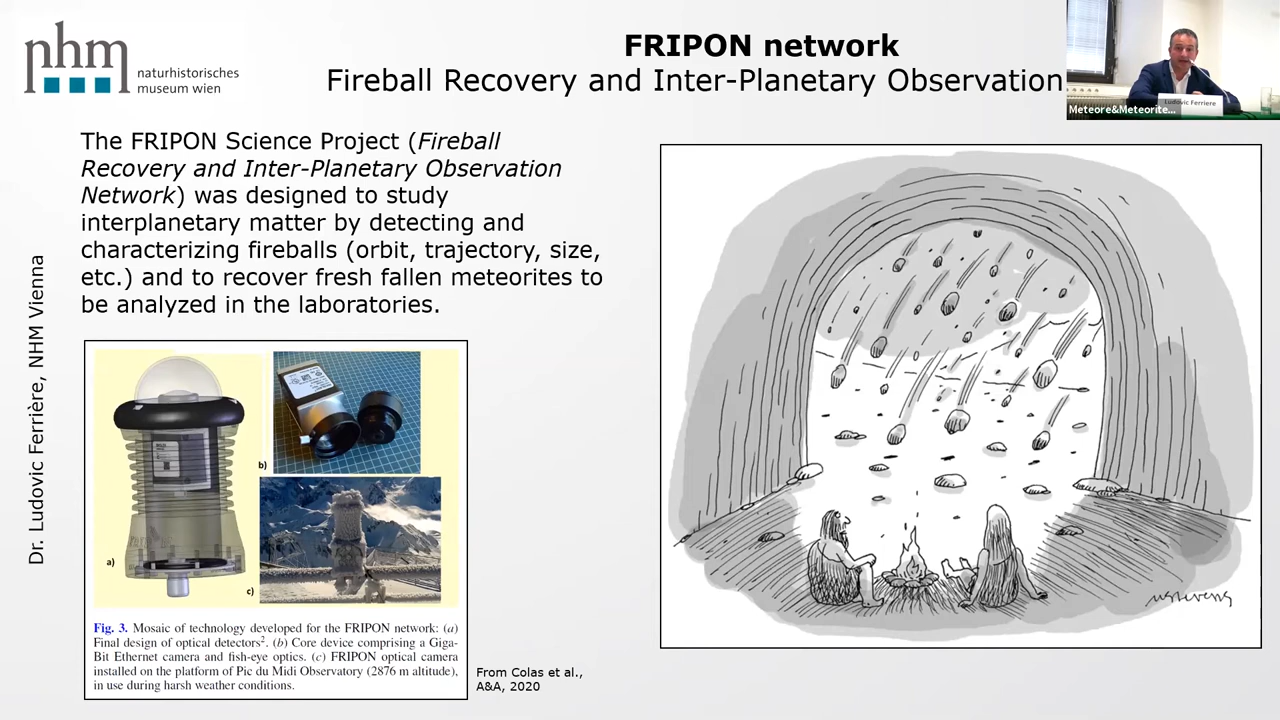 nhm
naturhistorisches
museum wien
FRIPON network
Fireball Recovery and Inter-Planetary Observation
Ludovic Ferriere
Meteore&Meteorite...
The FRIPON Science Project (Fireball
Recovery and Inter-Planetary Observation
Network) was designed to study
interplanetary matter by detecting and
characterizing fireballs (orbit, trajectory, size,
etc.) and to recover fresh fallen meteorites to
be analyzed in the laboratories.
Dr. Ludovic Ferrière, NHM Vienna
a)
b)
c)
Fig. 3. Mosaic of technology developed for the FRIPON network: (a)
Final design of optical detectors2. (b) Core device comprising a Giga-
Bit Ethernet camera and fish-eye optics. (c) FRIPON optical camera
installed on the platform of Pic du Midi Observatory (2876 m altitude),
in use during harsh weather conditions.
From Colas et al.,
A&A, 2020